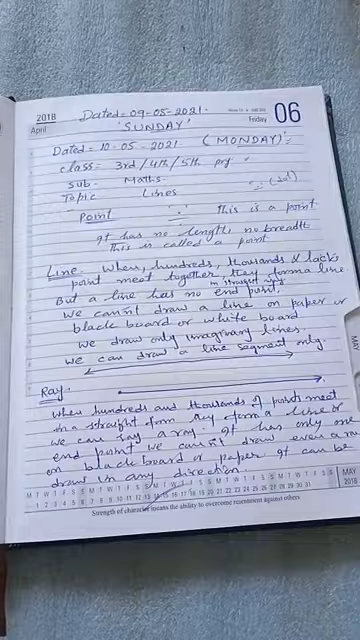 2018
April
Friday 06
Dated = 09-05-2021.
'SUNDAY'
Dated = 10-05-2021. (MONDAY)
class = 3rd/4th/5th
Sub- Maths
Topic Lines
Point this is a point
It has no length, no breadth
this is called a point
Line. When, hundreds, thousands & lacks
point meet together, they form a line
in straight
But a line has no end point,
we can't draw a line on paper or
black board or white board
we draw only imaginary lines.
we can draw a line segment only.
Ray.
When hundreds and thousands of points meet
in a straight form they form a line or
we can say a ray. It has only one
end point we can't draw even a ray
on black board or paper It can be
draw in any direction.
MAY
MAY
2018
Strength of character means the ability to overcome resentment against others